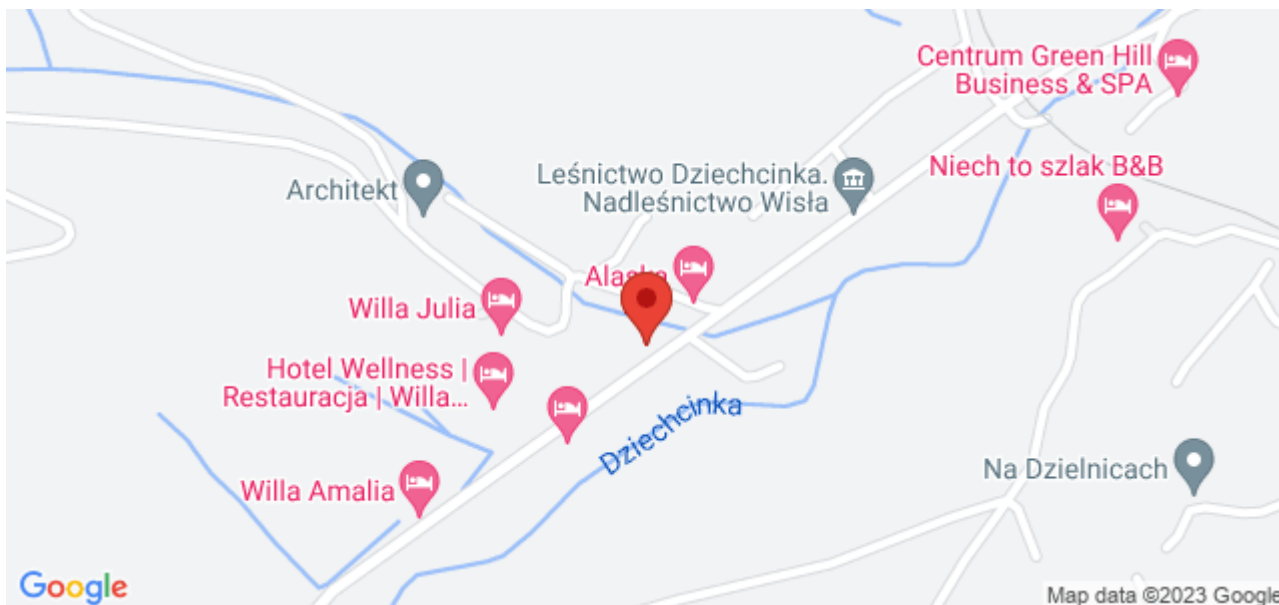 Centrum Green Hill
Business & SPA
Leśnictwo Dziechcinka.
Nadleśnictwo Wisła
Niech to szlak B&B
Architekt
Alaska
Willa Julia
Hotel Wellness |
Restauracja | Willa...
Dziechcinka
Na Dzielnicach
Willa Amalia
Google
Map data ©2023 Google